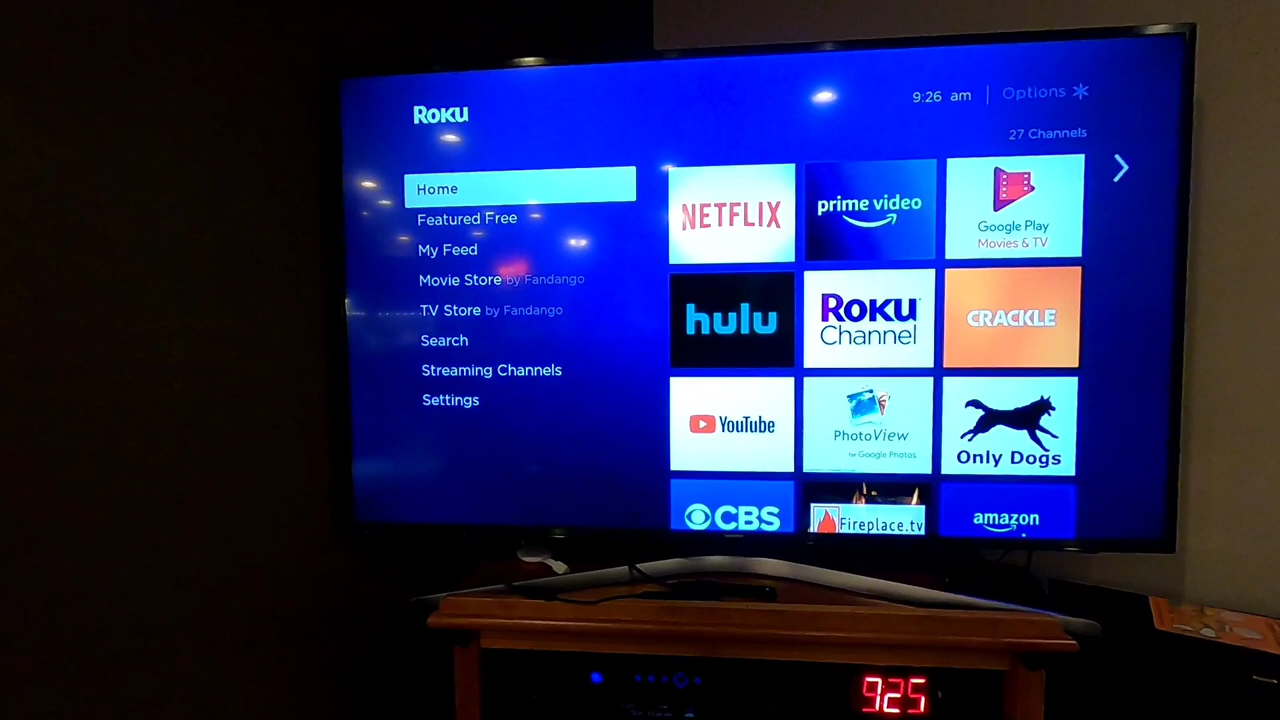 Roku
9:26 am | Options
27 Channels
Home
Featured Free
My Feed
Movie Store by Fandango
TV Store by Fandango
Search
Streaming Channels
Settings
NETFLIX
prime video
Google Play
Movies & TV
hulu
Roku
Channel
CRACKLE
YouTube
PhotoView
for Google Photos
Only Dogs
CBS
Fireplace.tv
amazon
925